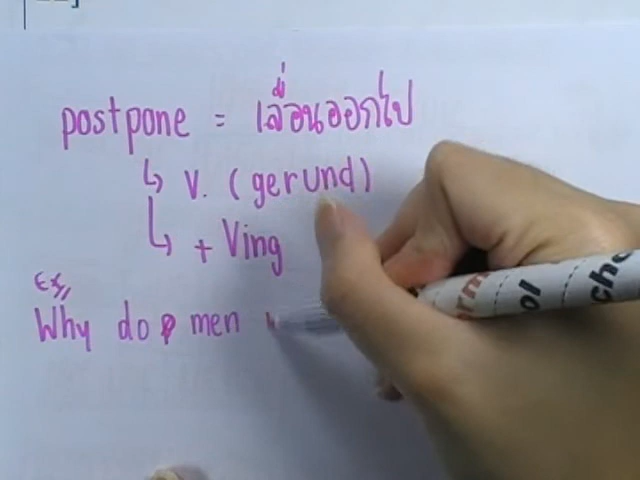 postpone = เลื่อนออกไป
↳ V. (gerund)
↳ + Ving
Ex,,
Why do men